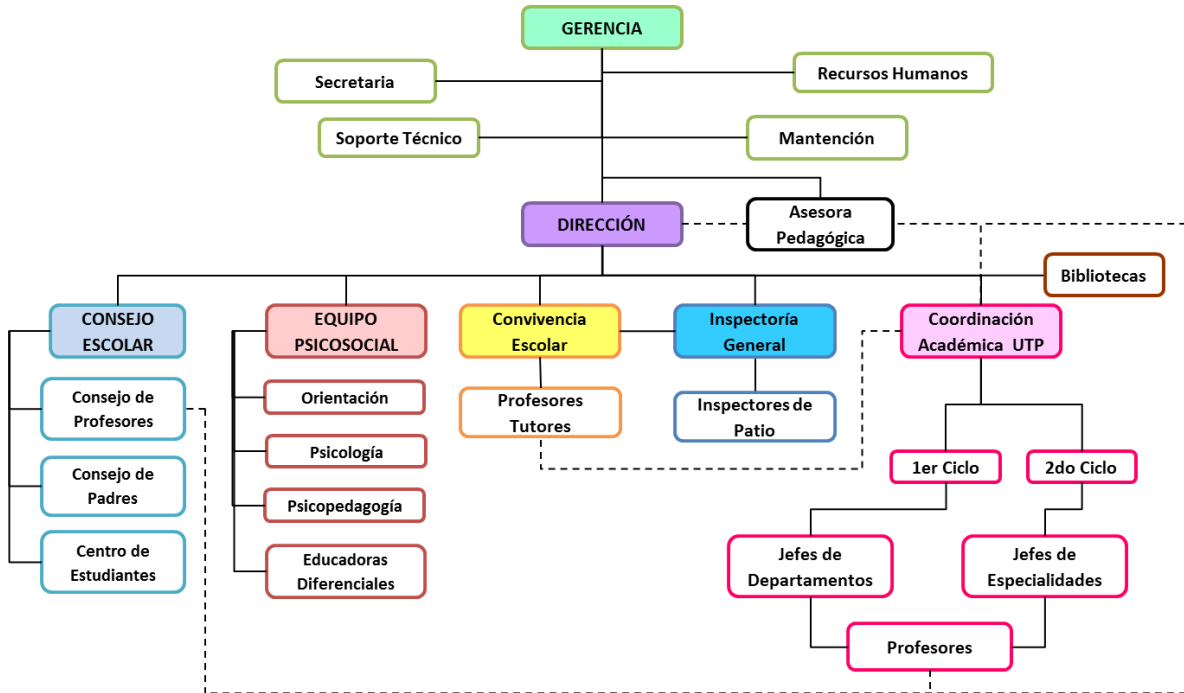 GERENCIA
Secretaria
Recursos Humanos
Soporte Técnico
Mantención
DIRECCIÓN
Asesora
Pedagógica
Bibliotecas
CONSEJO
ESCOLAR
EQUIPO
PSICOSOCIAL
Convivencia
Escolar
Inspectoría
General
Coordinación
Académica UTP
Consejo de
Profesores
Orientación
Profesores
Tutores
Inspectores de
Patio
Psicología
1er Ciclo
2do Ciclo
Consejo de
Padres
Psicopedagogía
Centro de
Estudiantes
Educadoras
Diferenciales
Jefes de
Departamentos
Jefes de
Especialidades
Profesores